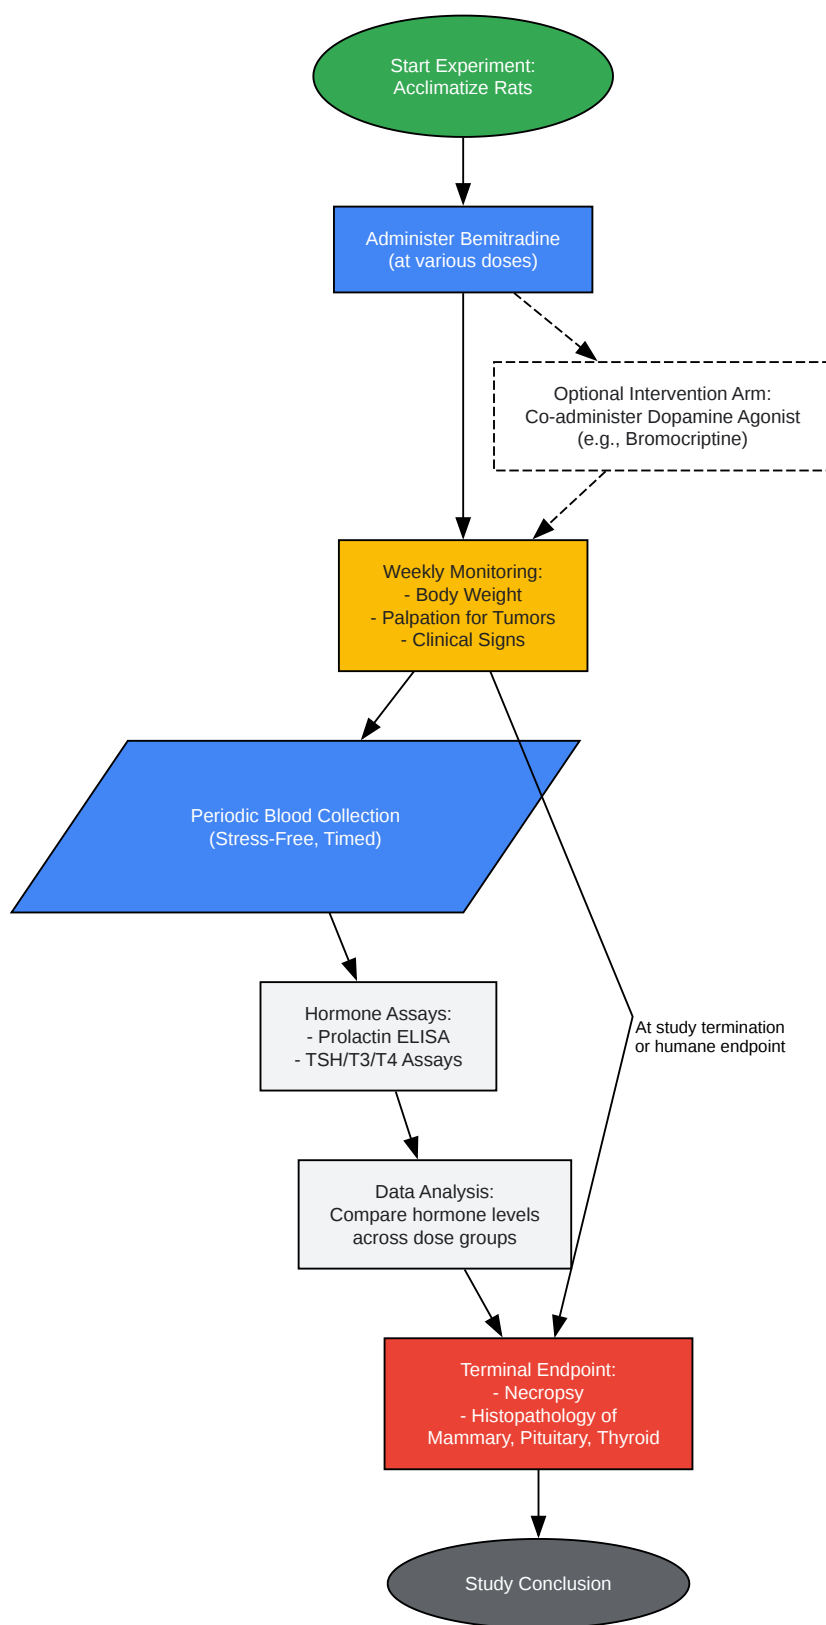 Start Experiment:
Acclimatize Rats
Administer Bemitradine
(at various doses)
Optional Intervention Arm:
Co-administer Dopamine Agonist
(e.g., Bromocriptine)
Weekly Monitoring:
- Body Weight
- Palpation for Tumors
- Clinical Signs
Periodic Blood Collection
(Stress-Free, Timed)
Hormone Assays:
- Prolactin ELISA
- TSH/T3/T4 Assays
At study termination
or humane endpoint
Data Analysis:
Compare hormone levels
across dose groups
Terminal Endpoint:
- Necropsy
- Histopathology of
Mammary, Pituitary, Thyroid
Study Conclusion